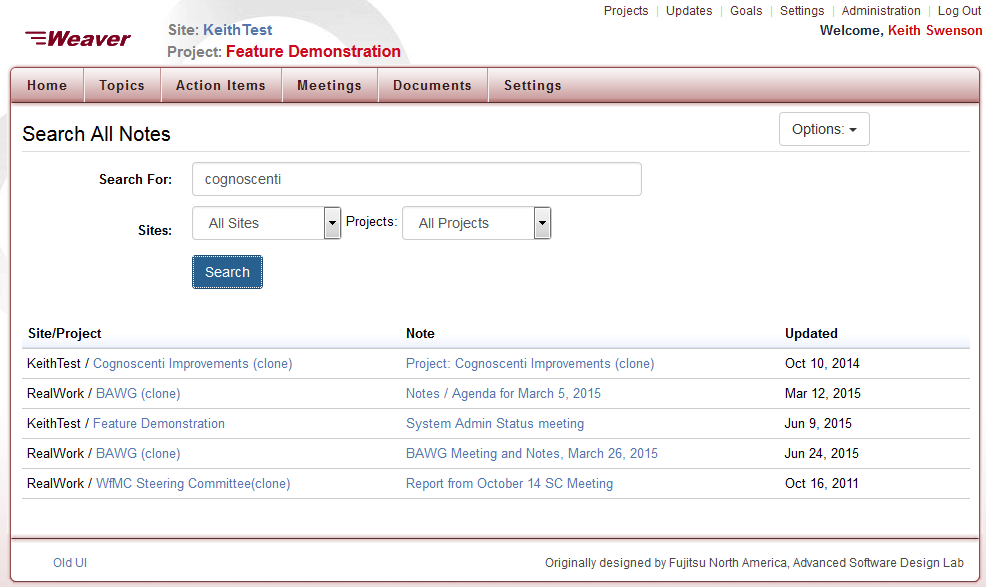 Projects | Updates | Goals | Settings | Administration | Log Out
Weaver
Site: KeithTest
Welcome, Keith Swenson
Project: Feature Demonstration
Home Topics Action Items Meetings Documents Settings
Search All Notes
Options:
Search For: cognoscenti
Sites: All Sites Projects: All Projects
Search
Site/Project Note Updated
KeithTest / Cognoscenti Improvements (clone) Project: Cognoscenti Improvements (clone) Oct 10, 2014
RealWork / BAWG (clone) Notes / Agenda for March 5, 2015 Mar 12, 2015
KeithTest / Feature Demonstration System Admin Status meeting Jun 9, 2015
RealWork / BAWG (clone) BAWG Meeting and Notes, March 26, 2015 Jun 24, 2015
RealWork / WfMC Steering Committee(clone) Report from October 14 SC Meeting Oct 16, 2011
Old UI Originally designed by Fujitsu North America, Advanced Software Design Lab